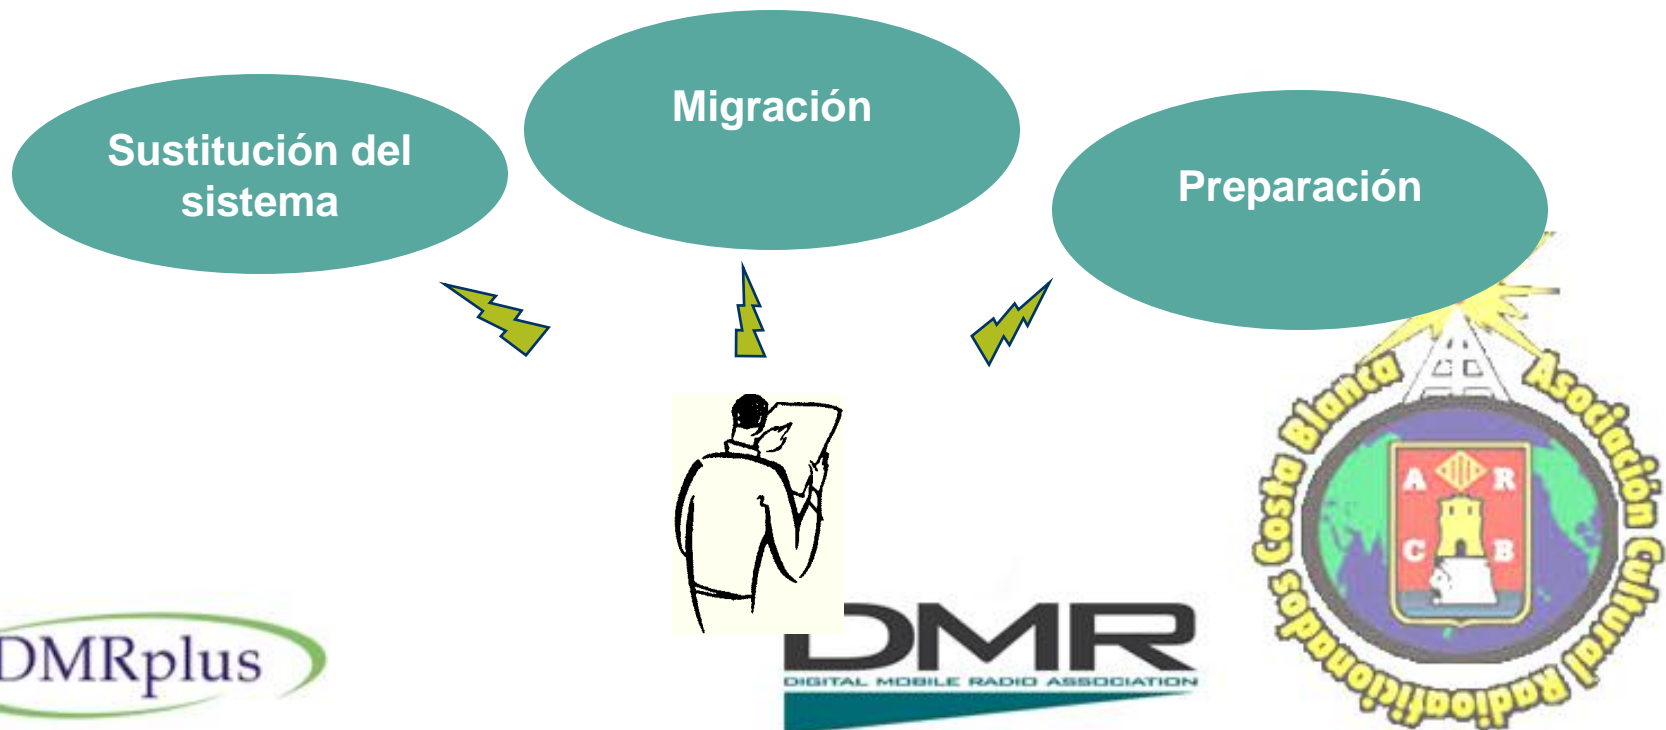 Migración
Sustitución del
sistema
Preparación
DMRplus
DMR
DIGITAL MOBILE RADIO ASSOCIATION
Asociación Cultural Radioaficionados Costa Blanca
A R
C B